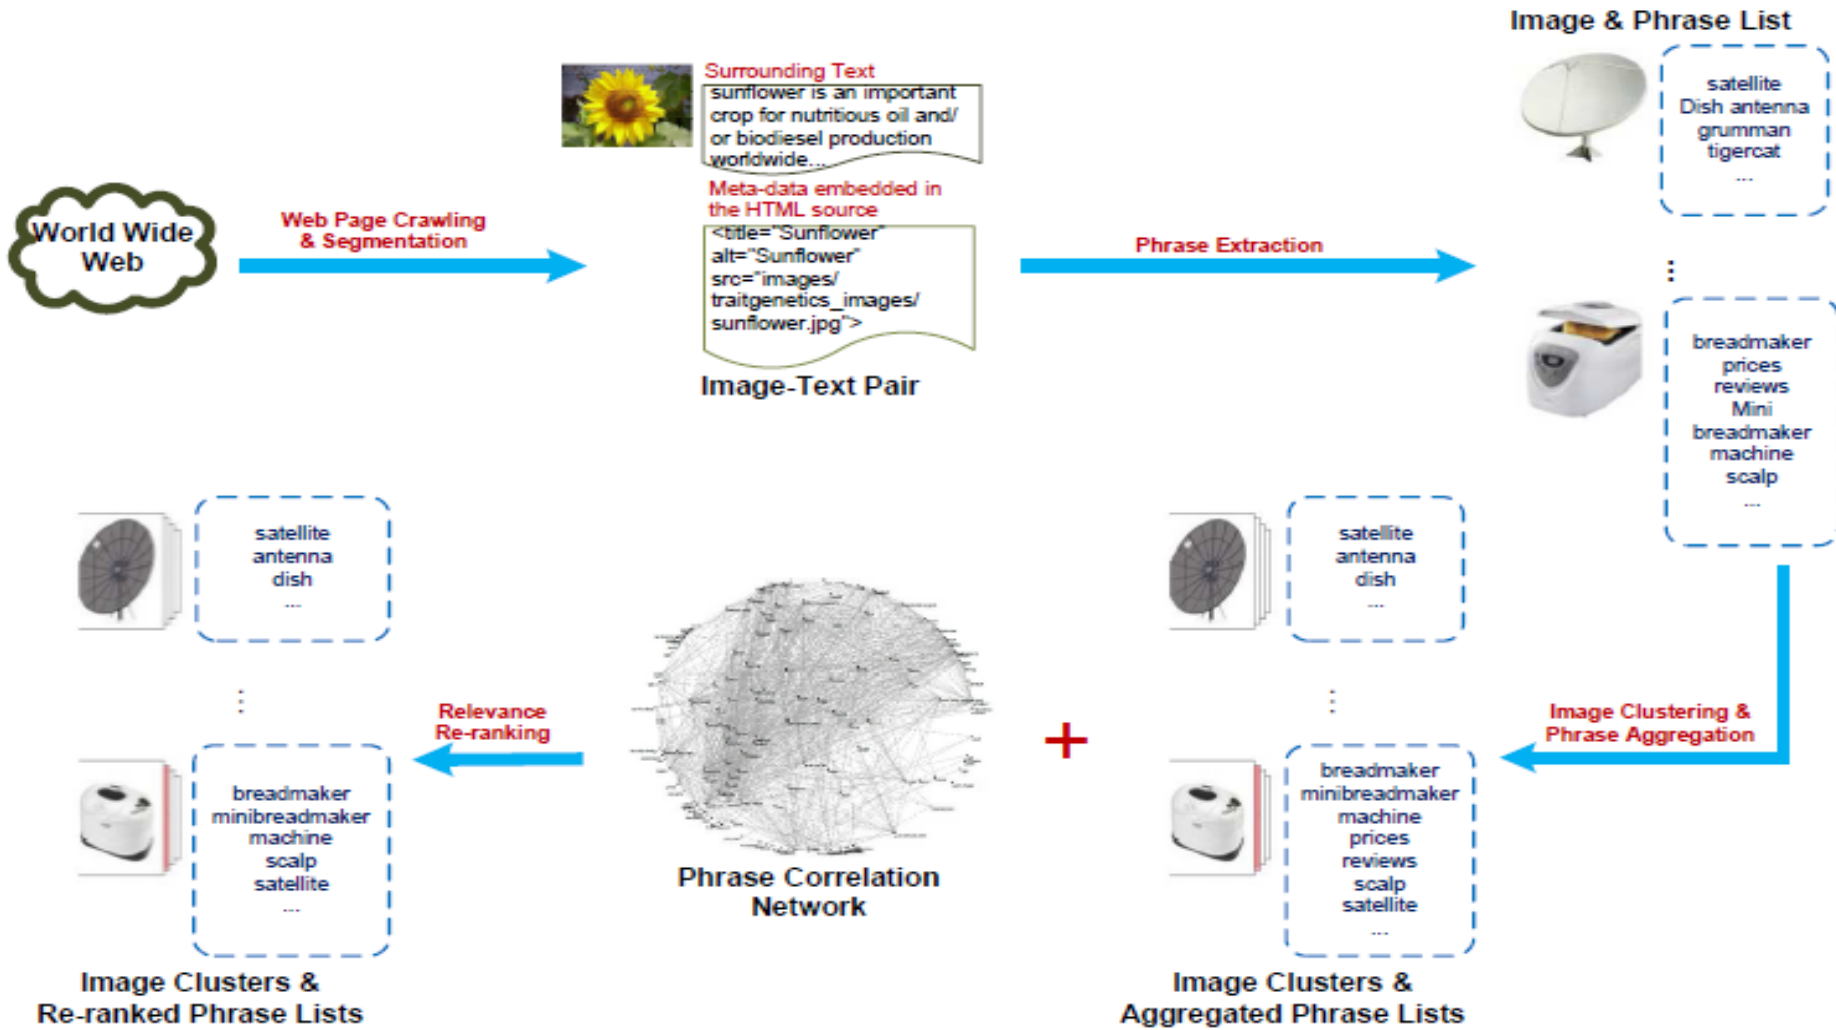 Image & Phrase List
satellite
Dish antenna
grumman
tigercat
...
Surrounding Text
sunflower is an important
crop for nutritious oil and/
or biodiesel production
worldwide...
Meta-data embedded in
the HTML source
<title="Sunflower"
alt="Sunflower"
src="images/
traitgenetics_images/
sunflower.jpg">
Image-Text Pair
World Wide
Web
Web Page Crawling
& Segmentation
Phrase Extraction
...
breadmaker
prices
reviews
Mini
breadmaker
machine
scalp
...
Image Clustering &
Phrase Aggregation
satellite
antenna
dish
...
...
breadmaker
minibreadmaker
machine
prices
reviews
scalp
satellite
...
Image Clusters &
Aggregated Phrase Lists
+
Phrase Correlation
Network
Relevance
Re-ranking
satellite
antenna
dish
...
...
breadmaker
minibreadmaker
machine
scalp
satellite
...
Image Clusters &
Re-ranked Phrase Lists